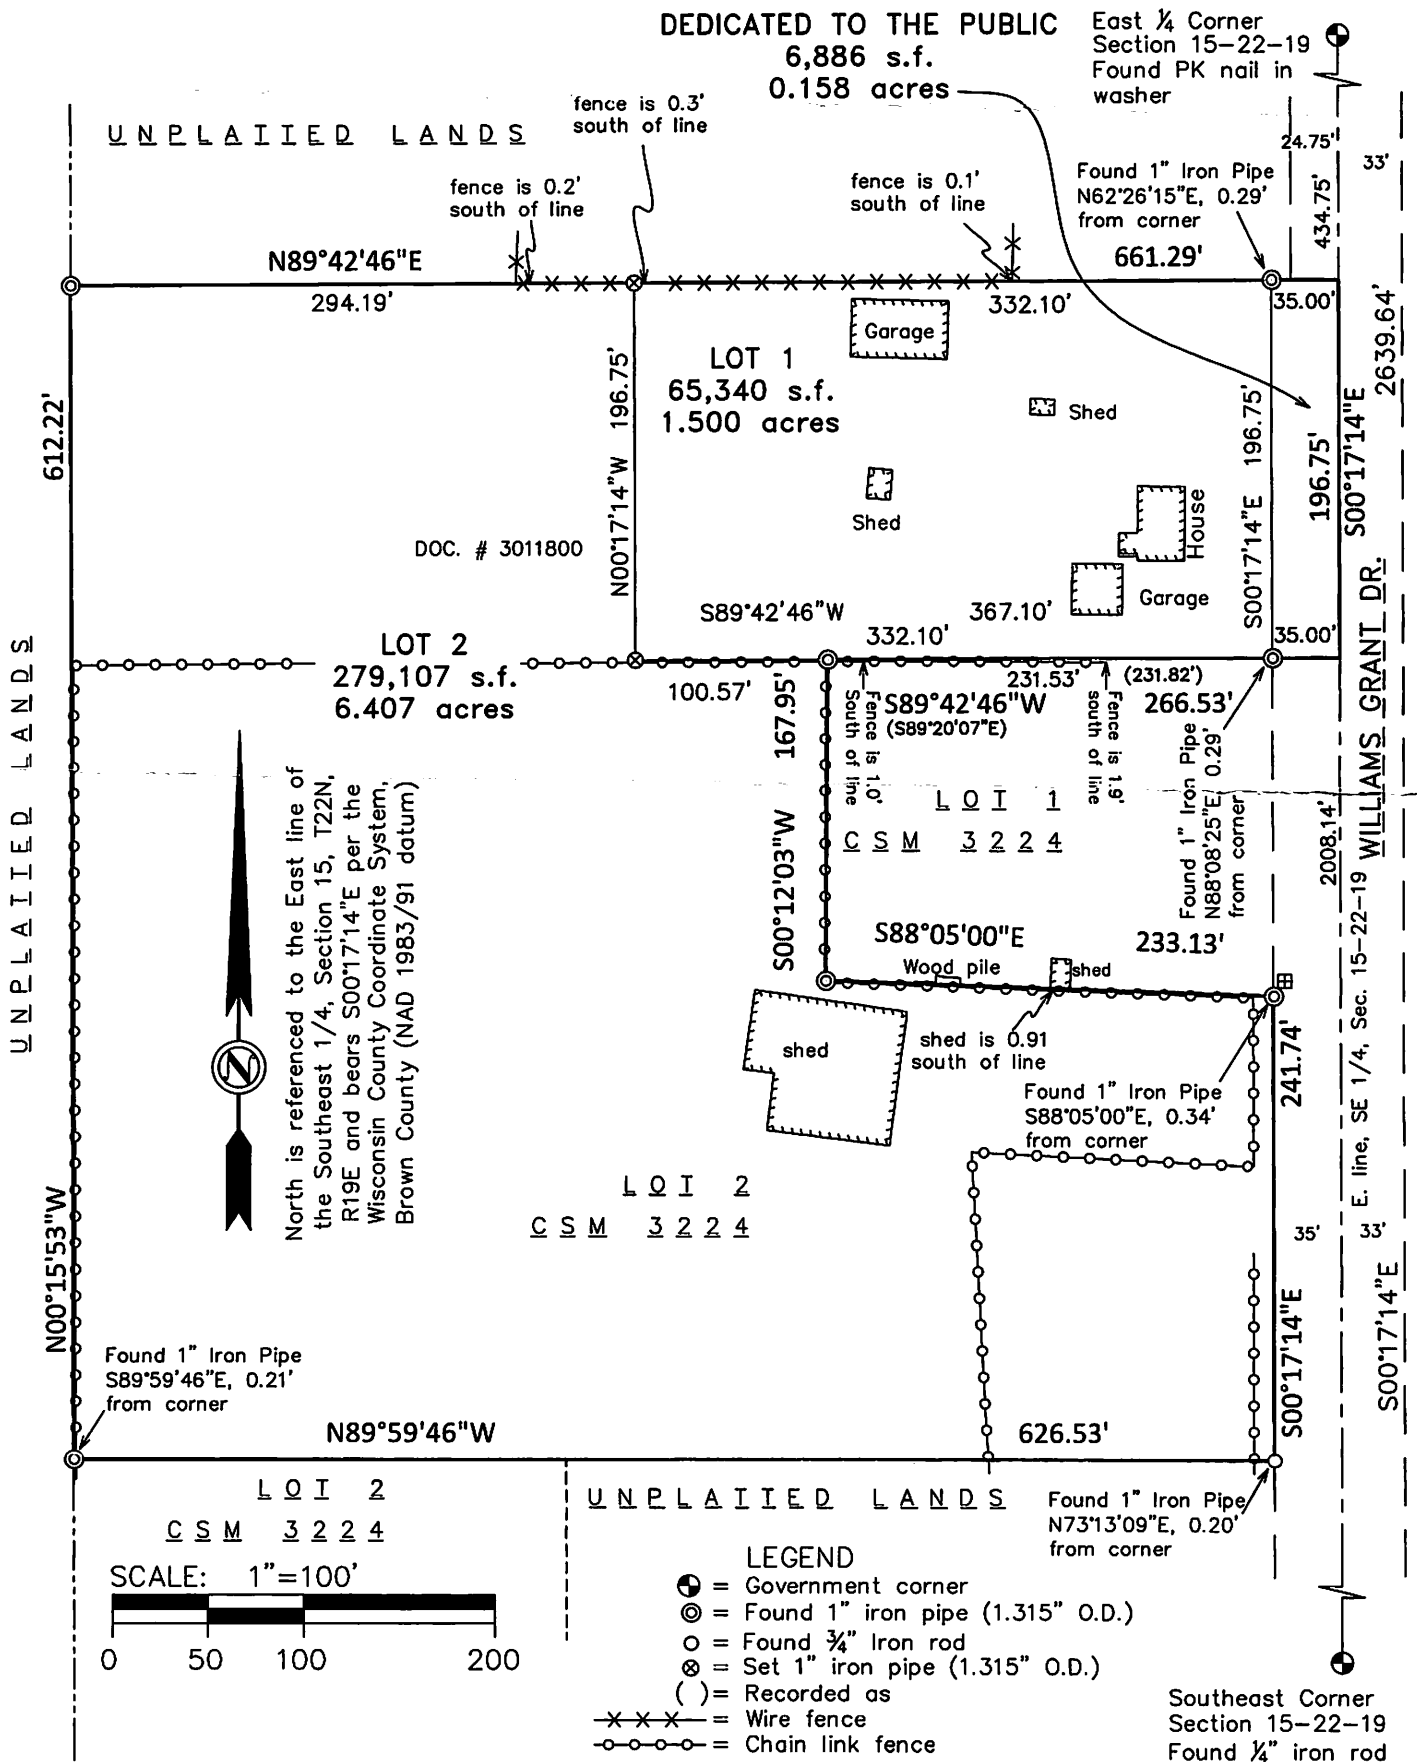 DEDICATED TO THE PUBLIC
6,886 s.f.
0.158 acres
East ¼ Corner
Section 15-22-19
Found PK nail in
washer
UNPLATTED LANDS
fence is 0.3'
south of line
fence is 0.2'
south of line
fence is 0.1'
south of line
Found 1" Iron Pipe
N62°26'15"E, 0.29'
from corner
24.75'
33'
434.75'
N89°42'46"E
661.29'
294.19'
332.10'
35.00'
2639.64'
612.22'
LOT 1
65,340 s.f.
1.500 acres
Garage
Shed
Shed
House
Garage
N00°17'14"W 196.75'
S00°17'14"E 196.75'
196.75'
S00°17'14"E
DOC. # 3011800
S89°42'46"W
367.10'
332.10'
35.00'
LOT 2
279,107 s.f.
6.407 acres
100.57'
231.53'
(231.82')
S89°42'46"W
266.53'
(S89°20'07"E)
167.95'
S00°12'03"W
Fence is 1.0'
South of line
Fence is 1.9'
south of line
LOT 1
CSM 3224
Found 1" Iron Pipe
N88°08'25"E, 0.29'
from corner
2008.14'
WILLIAMS GRANT DR.
E. line, SE 1/4, Sec. 15-22-19
UNPLATTED LANDS
North is referenced to the East line of
the Southeast 1/4, Section 15, T22N,
R19E and bears S00°17'14"E per the
Wisconsin County Coordinate System,
Brown County (NAD 1983/91 datum)
N
S88°05'00"E
233.13'
Wood pile
shed
shed
shed is 0.91
south of line
Found 1" Iron Pipe
S88°05'00"E, 0.34'
from corner
241.74'
LOT 2
CSM 3224
35'
33'
N00°15'53"W
S00°17'14"E
S00°17'14"E
Found 1" Iron Pipe
S89°59'46"E, 0.21'
from corner
N89°59'46"W
626.53'
LOT 2
CSM 3224
UNPLATTED LANDS
Found 1" Iron Pipe
N73°13'09"E, 0.20'
from corner
SCALE: 1"=100'
0 50 100 200
LEGEND
= Government corner
= Found 1" iron pipe (1.315" O.D.)
= Found ¾" Iron rod
= Set 1" iron pipe (1.315" O.D.)
( )= Recorded as
= Wire fence
= Chain link fence
Southeast Corner
Section 15-22-19
Found ¼" iron rod